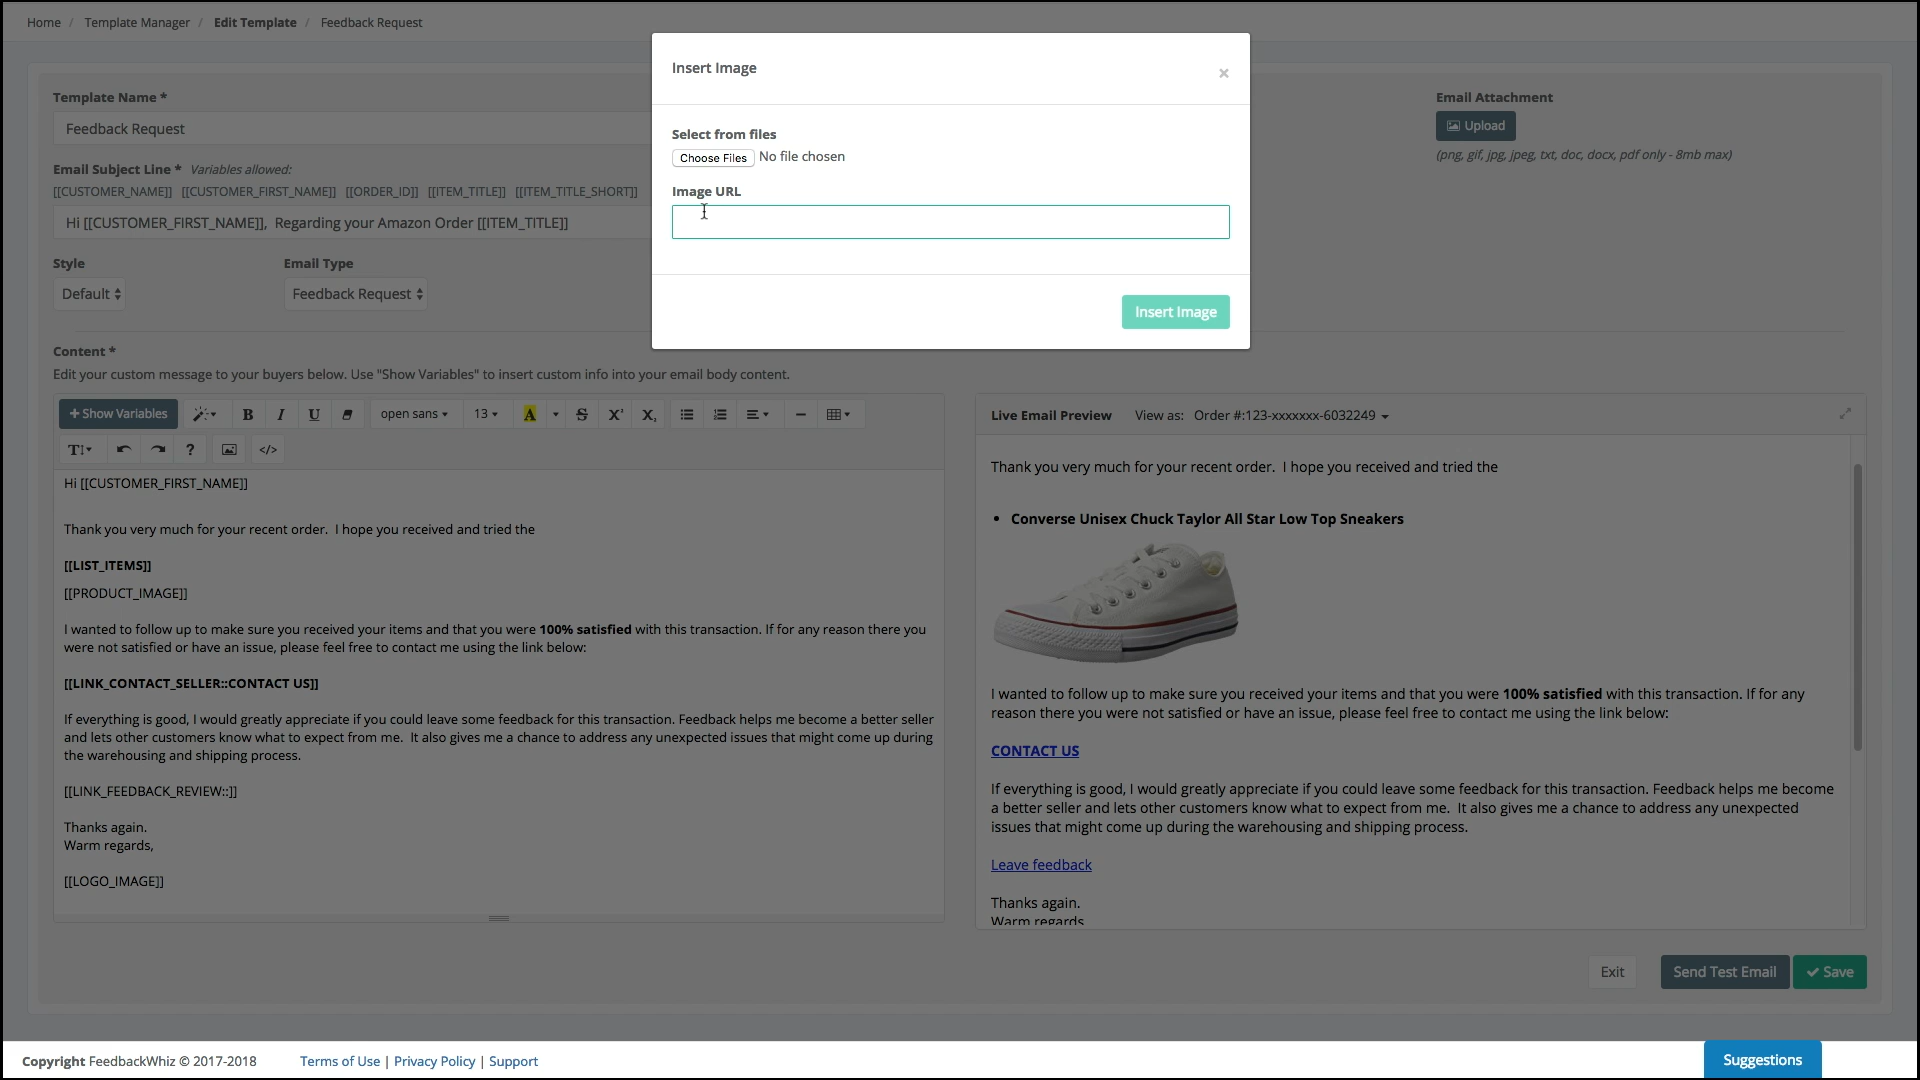 Home / Template Manager / Edit Template / Feedback Request
Insert Image
×
Select from files
Choose Files No file chosen
Image URL
Insert Image
Template Name *
Feedback Request
Email Subject Line * Variables allowed:
[[CUSTOMER_NAME]] [[CUSTOMER_FIRST_NAME]] [[ORDER_ID]] [[ITEM_TITLE]] [[ITEM_TITLE_SHORT]]
Hi [[CUSTOMER_FIRST_NAME]], Regarding your Amazon Order [[ITEM_TITLE]]
Style
Default
Email Type
Feedback Request
Email Attachment
Upload
(png, gif, jpg, jpeg, txt, doc, docx, pdf only - 8mb max)
Content *
Edit your custom message to your buyers below. Use "Show Variables" to insert custom info into your email body content.
+ Show Variables B I U open sans 13 A S X² X₂
T ? </>
Hi [[CUSTOMER_FIRST_NAME]]
Thank you very much for your recent order. I hope you received and tried the
[[LIST_ITEMS]]
[[PRODUCT_IMAGE]]
I wanted to follow up to make sure you received your items and that you were 100% satisfied with this transaction. If for any reason there you
were not satisfied or have an issue, please feel free to contact me using the link below:
[[LINK_CONTACT_SELLER::CONTACT US]]
If everything is good, I would greatly appreciate if you could leave some feedback for this transaction. Feedback helps me become a better seller
and lets other customers know what to expect from me. It also gives me a chance to address any unexpected issues that might come up during
the warehousing and shipping process.
[[LINK_FEEDBACK_REVIEW::]]
Thanks again.
Warm regards,
[[LOGO_IMAGE]]
Live Email Preview View as: Order #:123-xxxxxxx-6032249
Thank you very much for your recent order. I hope you received and tried the
• Converse Unisex Chuck Taylor All Star Low Top Sneakers
I wanted to follow up to make sure you received your items and that you were 100% satisfied with this transaction. If for any
reason there you were not satisfied or have an issue, please feel free to contact me using the link below:
CONTACT US
If everything is good, I would greatly appreciate if you could leave some feedback for this transaction. Feedback helps me become
a better seller and lets other customers know what to expect from me. It also gives me a chance to address any unexpected
issues that might come up during the warehousing and shipping process.
Leave feedback
Thanks again.
Warm regards
Exit Send Test Email Save
Copyright FeedbackWhiz © 2017-2018 Terms of Use | Privacy Policy | Support
Suggestions